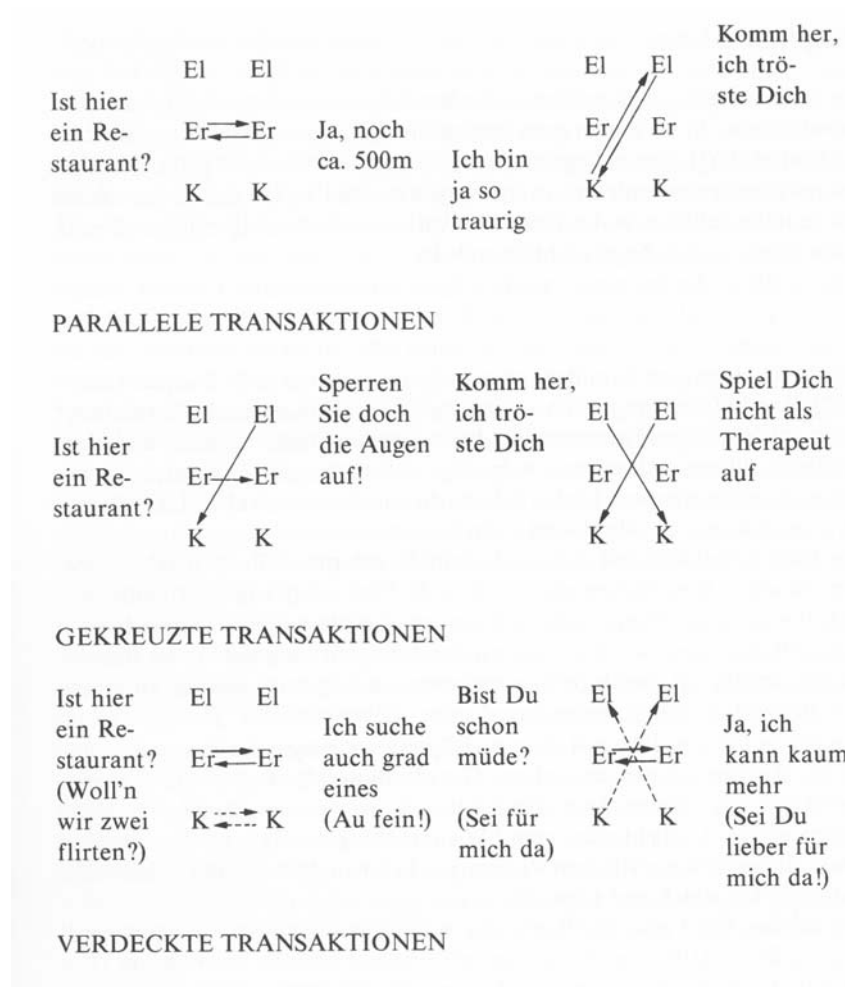 El El
Ist hier
ein Re-
staurant?
Er Er
K K
Ja, noch
ca. 500m
El El
Er Er
K K
Ich bin
ja so
traurig
Komm her,
ich trö-
ste Dich
PARALLELE TRANSAKTIONEN
Ist hier
ein Re-
staurant?
El El
Er Er
K K
Sperren
Sie doch
die Augen
auf!
Komm her,
ich trö-
ste Dich
El El
Er Er
K K
Spiel Dich
nicht als
Therapeut
auf
GEKREUZTE TRANSAKTIONEN
Ist hier
ein Re-
staurant?
(Woll'n
wir zwei
flirten?)
El El
Er Er
K K
Ich suche
auch grad
eines
(Au fein!)
Bist Du
schon
müde?
(Sei für
mich da)
El El
Er Er
K K
Ja, ich
kann kaum
mehr
(Sei Du
lieber für
mich da!)
VERDECKTE TRANSAKTIONEN